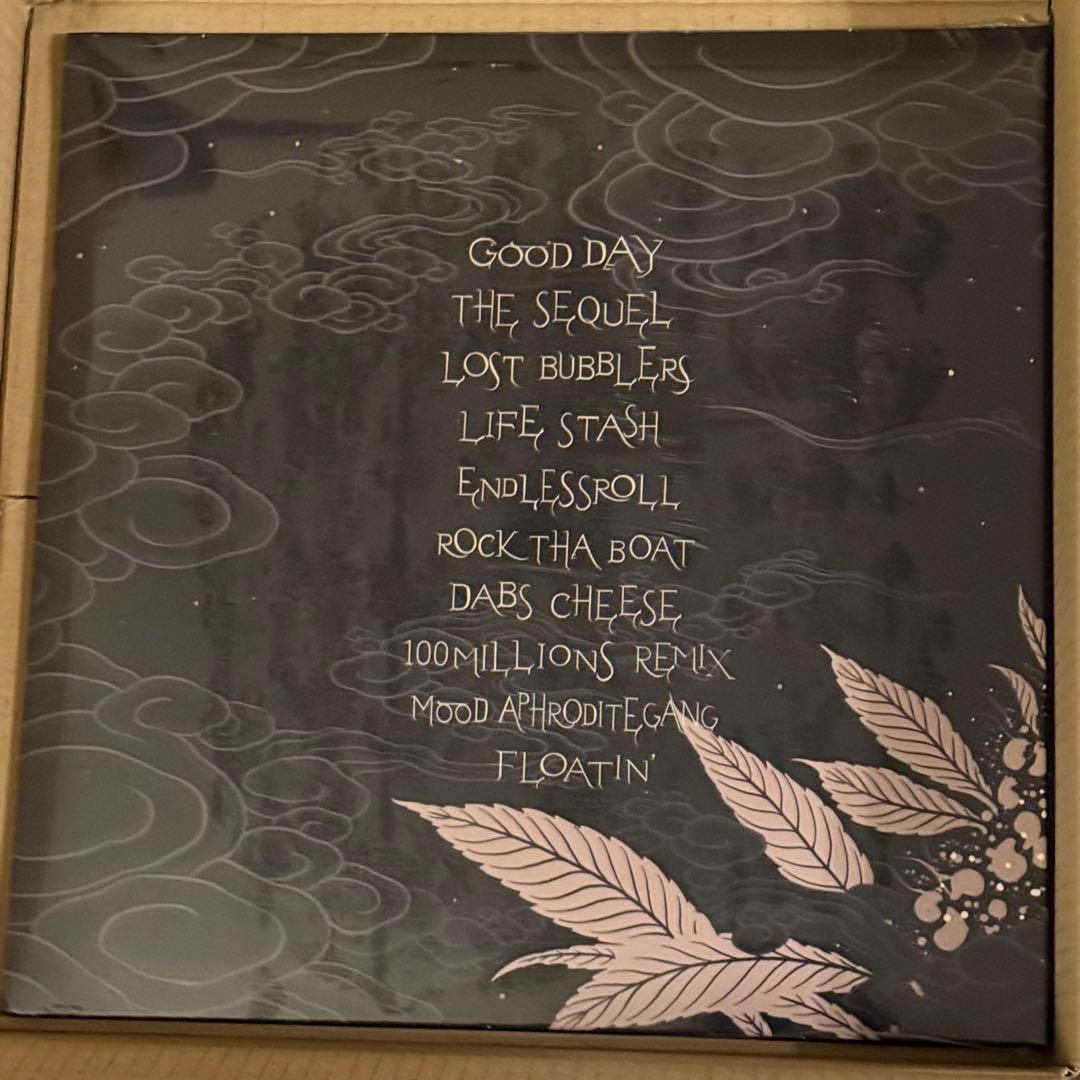 GOOD DAY
THE SEQUEL
LOST BUBBLERS
LIFE STASH
ENDLESSROLL
ROCK THA BOAT
DABS CHEESE
100MILLIONS REMIX
MOOD APHRODITEGANG
FLOATIN'